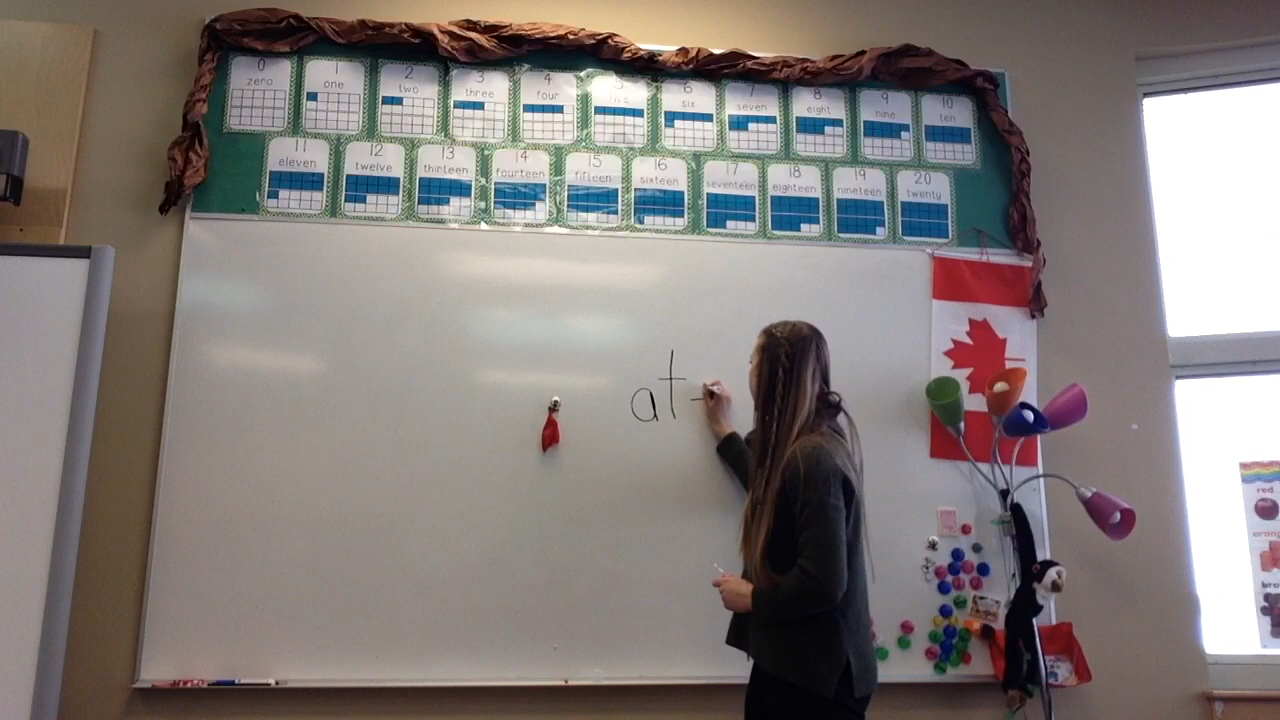 0 1 2 3 4 5 6 7 8 9 10
zero one two three four five six seven eight nine ten
11 12 13 14 15 16 17 18 19 20
eleven twelve thirteen fourteen fifteen sixteen seventeen eighteen nineteen twenty
at
red